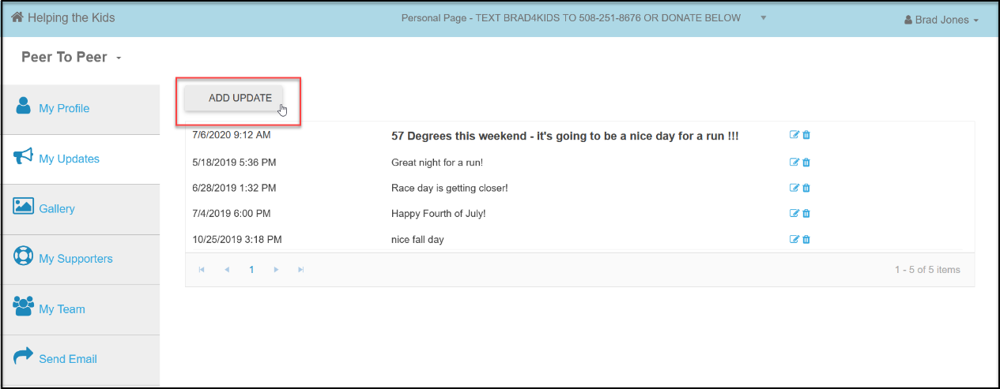 Helping the Kids
Personal Page - TEXT BRAD4KIDS TO 508-251-8676 OR DONATE BELOW
Brad Jones
Peer To Peer
My Profile
My Updates
Gallery
My Supporters
My Team
Send Email
ADD UPDATE
7/6/2020 9:12 AM 57 Degrees this weekend - it's going to be a nice day for a run !!!
5/18/2019 5:36 PM Great night for a run!
6/28/2019 1:32 PM Race day is getting closer!
7/4/2019 6:00 PM Happy Fourth of July!
10/25/2019 3:18 PM nice fall day
1
1 - 5 of 5 items